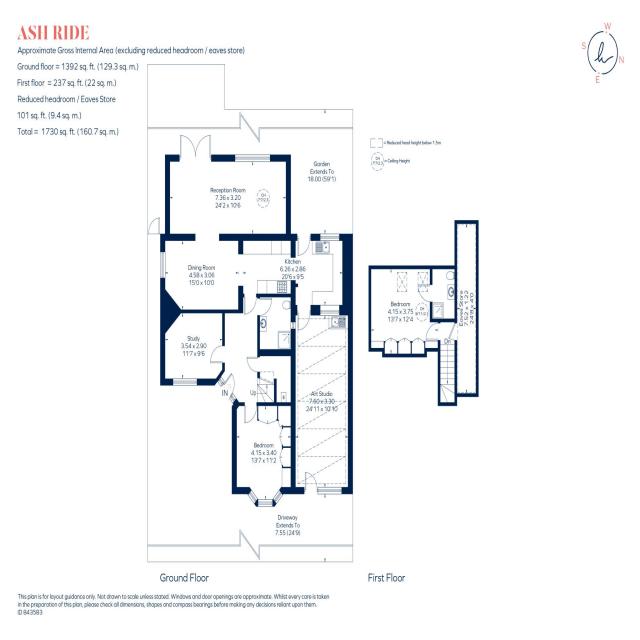 ASH RIDE
Approximate Gross Internal Area (excluding reduced headroom / eaves store)
Ground floor = 1392 sq. ft. (129.3 sq. m.)
First floor = 237 sq. ft. (22 sq. m.)
Reduced headroom / Eaves Store
101 sq. ft. (9.4 sq. m.)
Total = 1730 sq. ft. (160.7 sq. m.)
W
S
N
E
h
= Reduced head height below 1.5m
CH
= Ceiling Height
Garden
Extends To
18.00 (59'1)
Reception Room
7.36 x 3.20
24'2 x 10'6
CH
Dining Room
4.58 x 3.06
15'0 x 10'0
Kitchen
6.26 x 2.86
20'6 x 9'5
Study
3.54 x 2.90
11'7 x 9'6
IN
Up
Art Studio
7.60 x 3.30
24'11 x 10'10
Bedroom
4.15 x 3.40
13'7 x 11'2
Driveway
Extends To
7.55 (24'9)
Bedroom
4.15 x 3.75
13'7 x 12'4
CH
Eaves Store
7.52 x 1.22
24'8 x 4'0
Ground Floor
First Floor
This plan is for layout guidance only. Not drawn to scale unless stated. Windows and door openings are approximate. Whilst every care is taken
in the preparation of this plan, please check all dimensions, shapes and compass bearings before making any decisions reliant upon them.
ID 843583